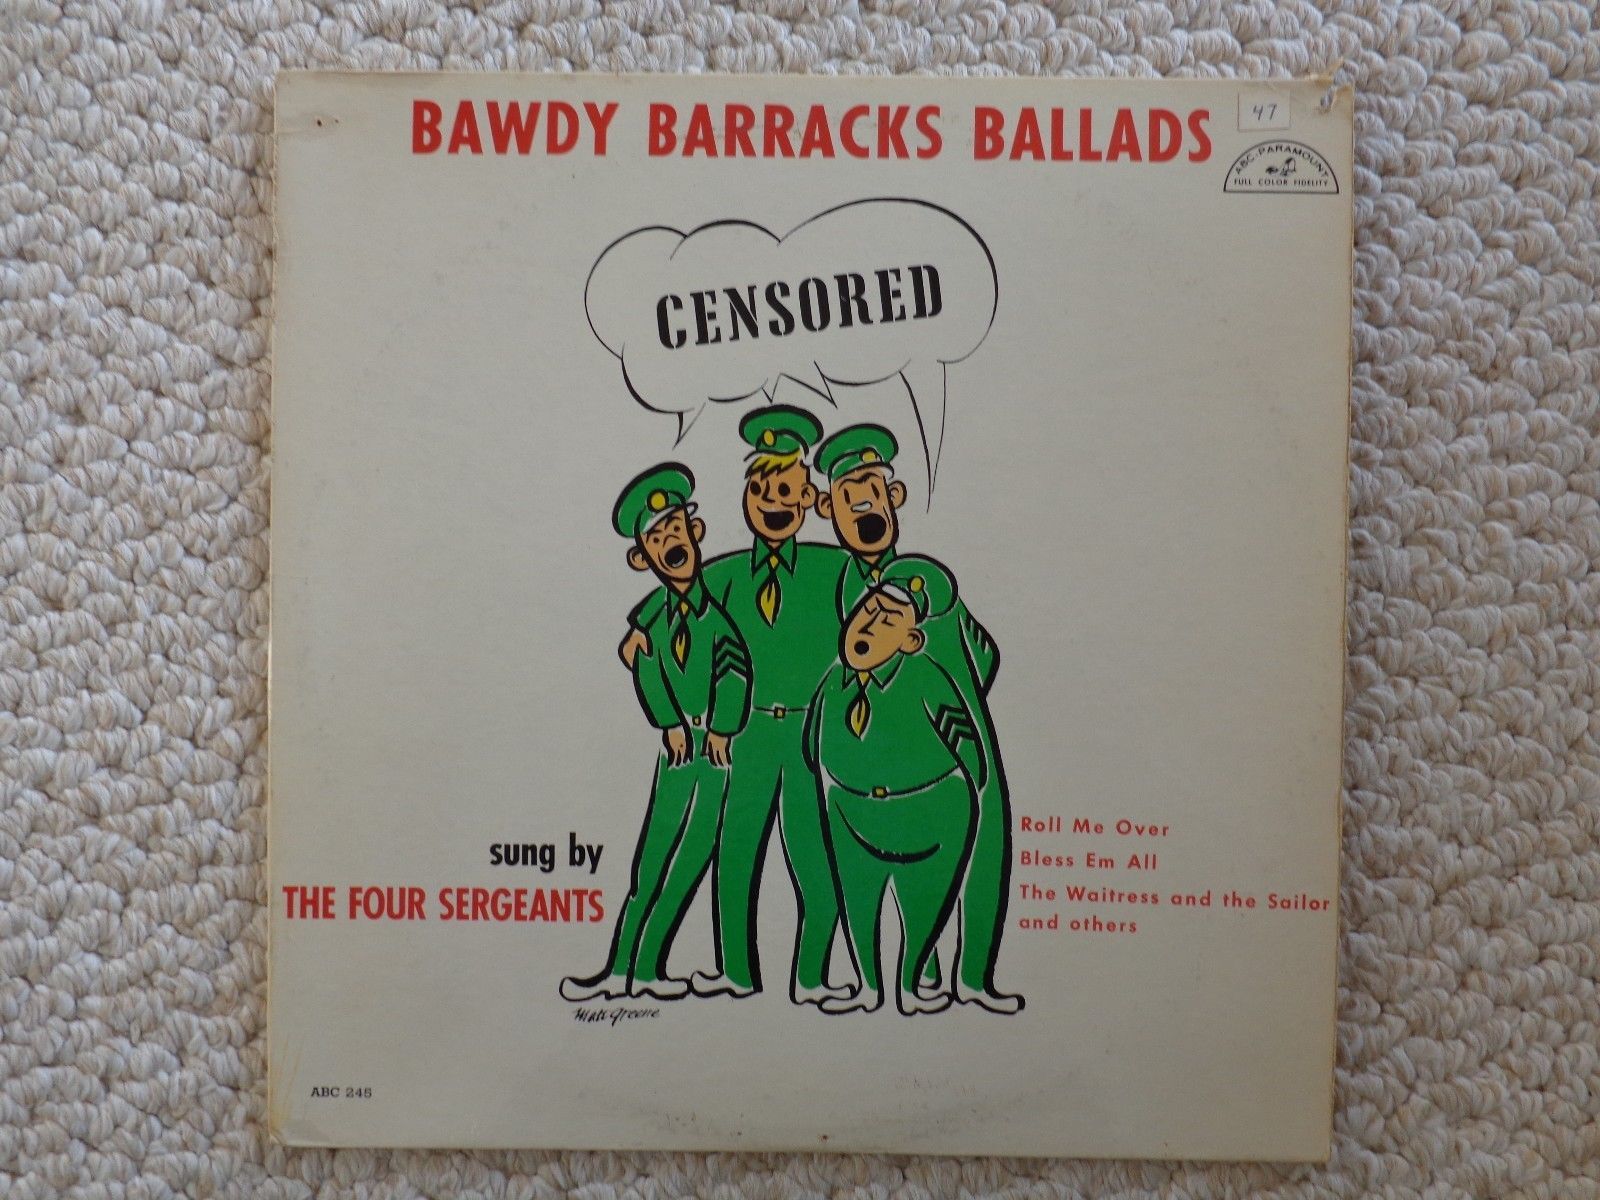 BAWDY BARRACKS BALLADS
47
ABC-PARAMOUNT
FULL COLOR FIDELITY
CENSORED
sung by
THE FOUR SERGEANTS
Roll Me Over
Bless Em All
The Waitress and the Sailor
and others
Greene
ABC 245